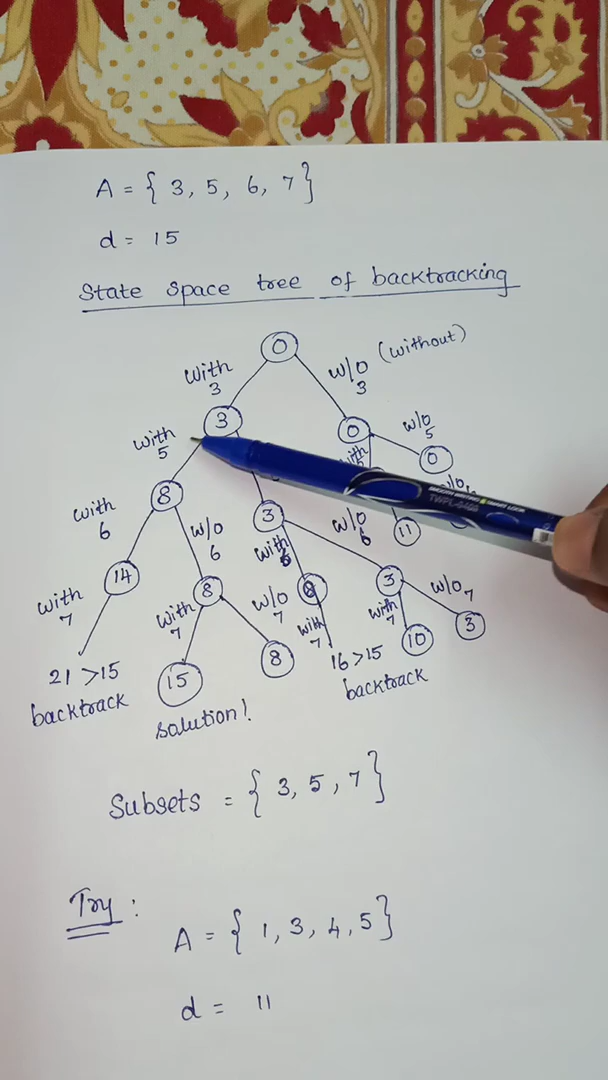 A = { 3, 5, 6, 7 }
d = 15
State space tree of backtracking
0
with 3
w/o 3
(without)
3
0
w/o 5
with 5
0
8
3
with 6
w/o 6
w/o 6
11
14
8
3
with 7
with 7
w/o 7
with 7
with 7
w/o 7
21 >15
backtrack
15
8
16 >15
backtrack
10
3
solution!
Subsets = { 3, 5, 7 }
Try :
A = { 1, 3, 4, 5 }
d = 11